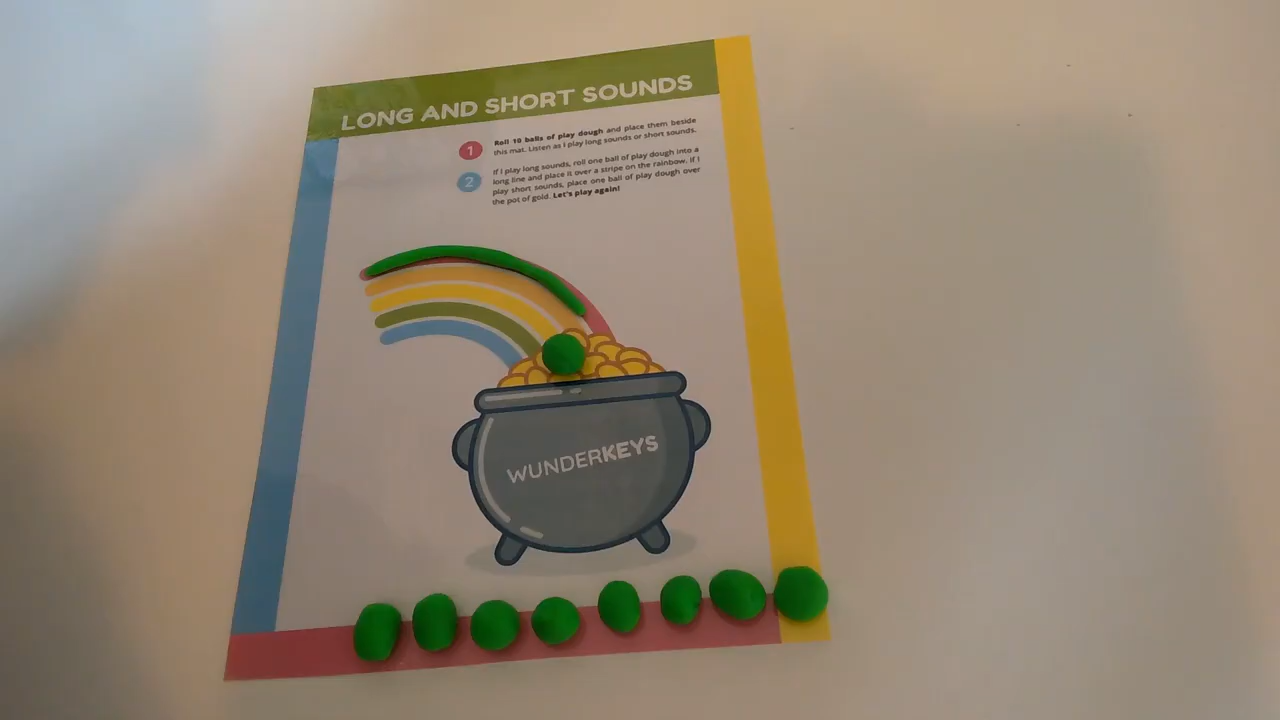 LONG AND SHORT SOUNDS
1 Roll 10 balls of play dough and place them beside
this mat. Listen as I play long sounds or short sounds.
2 If I play long sounds, roll one ball of play dough into a
long line and place it over a stripe on the rainbow. If I
play short sounds, place one ball of play dough over
the pot of gold. Let's play again!
WUNDERKEYS